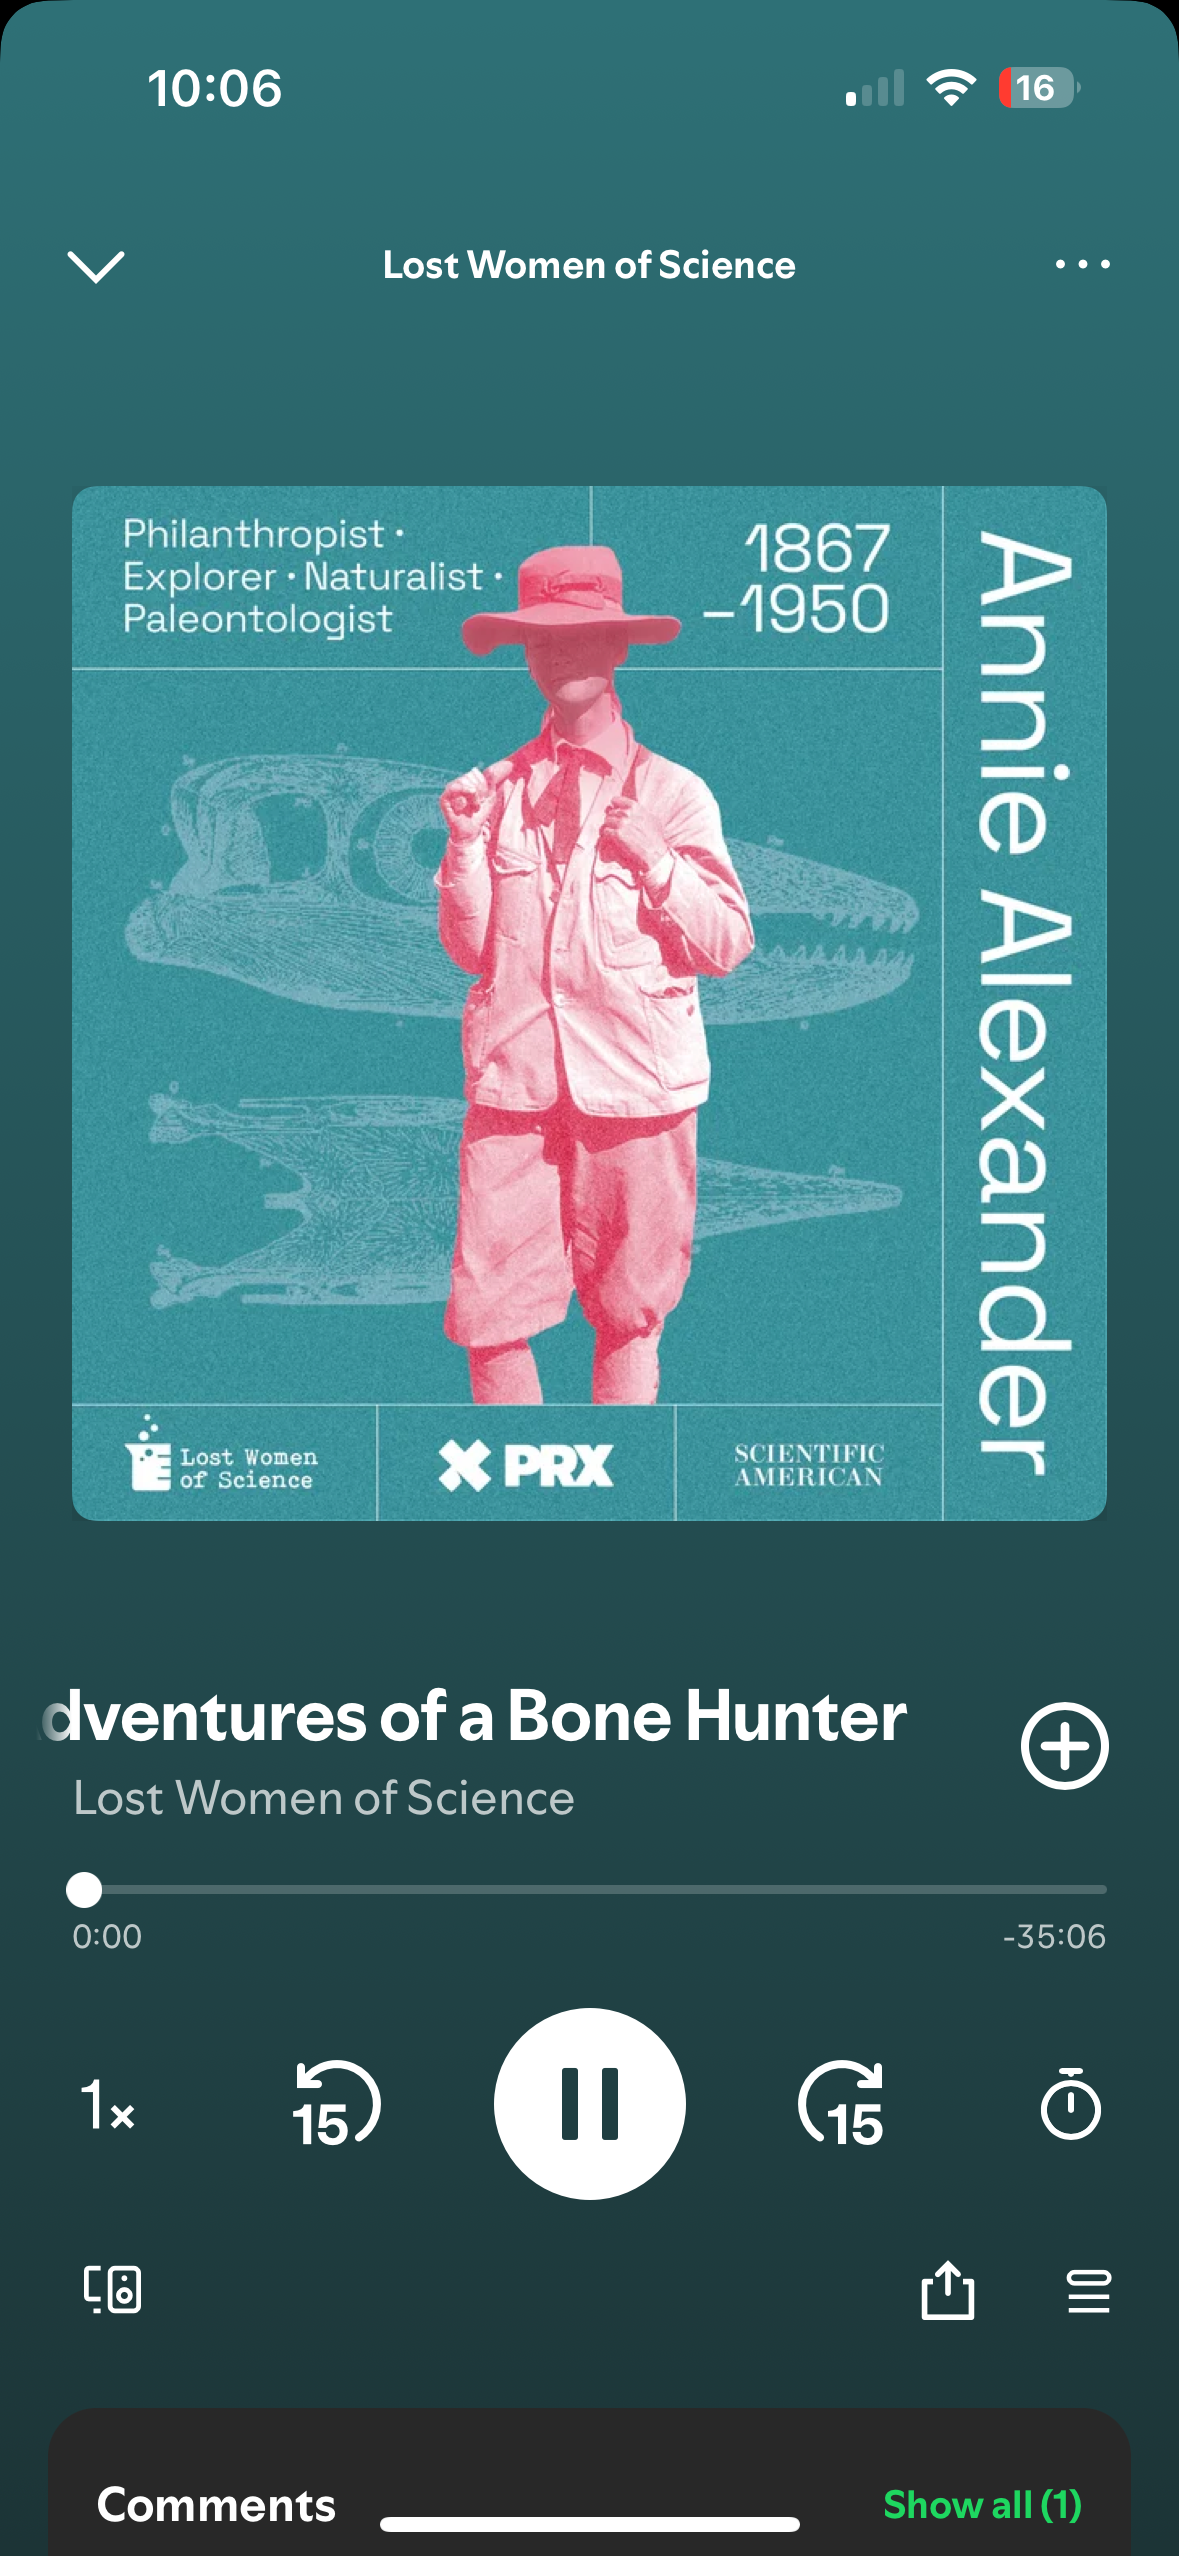 10:06
16
Lost Women of Science
Philanthropist •
Explorer • Naturalist •
Paleontologist
1867
–1950
Annie Alexander
Lost Women
of Science
PRX
SCIENTIFIC
AMERICAN
dventures of a Bone Hunter
Lost Women of Science
0:00
-35:06
1×
15
15
Comments
Show all (1)